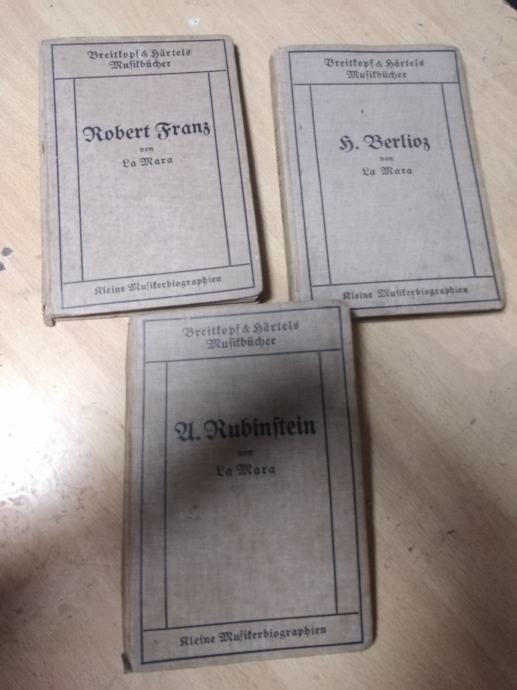 Breitkopf & Härtels
Musikbücher
Robert Franz
von
La Mara
Kleine Musikerbiographien
Breitkopf & Härtels
Musikbücher
H. Berlioz
von
La Mara
Kleine Musikerbiographien
Breitkopf & Härtels
Musikbücher
A. Rubinstein
von
La Mara
Kleine Musikerbiographien